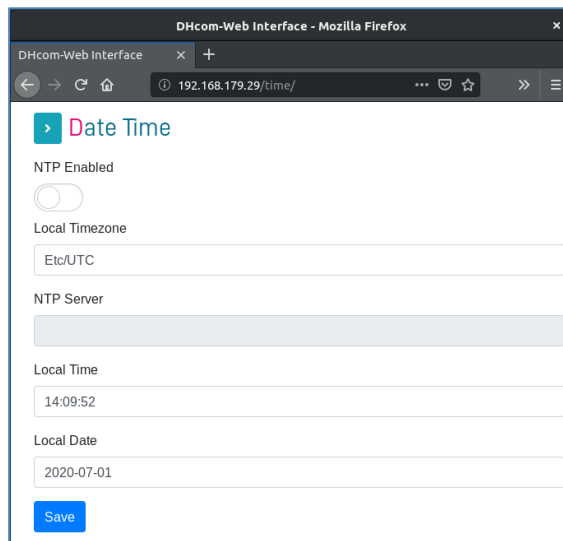 DHcom-Web Interface - Mozilla Firefox
DHcom-Web Interface
192.168.179.29/time/
Date Time
NTP Enabled
Local Timezone
Etc/UTC
NTP Server
Local Time
14:09:52
Local Date
2020-07-01
Save